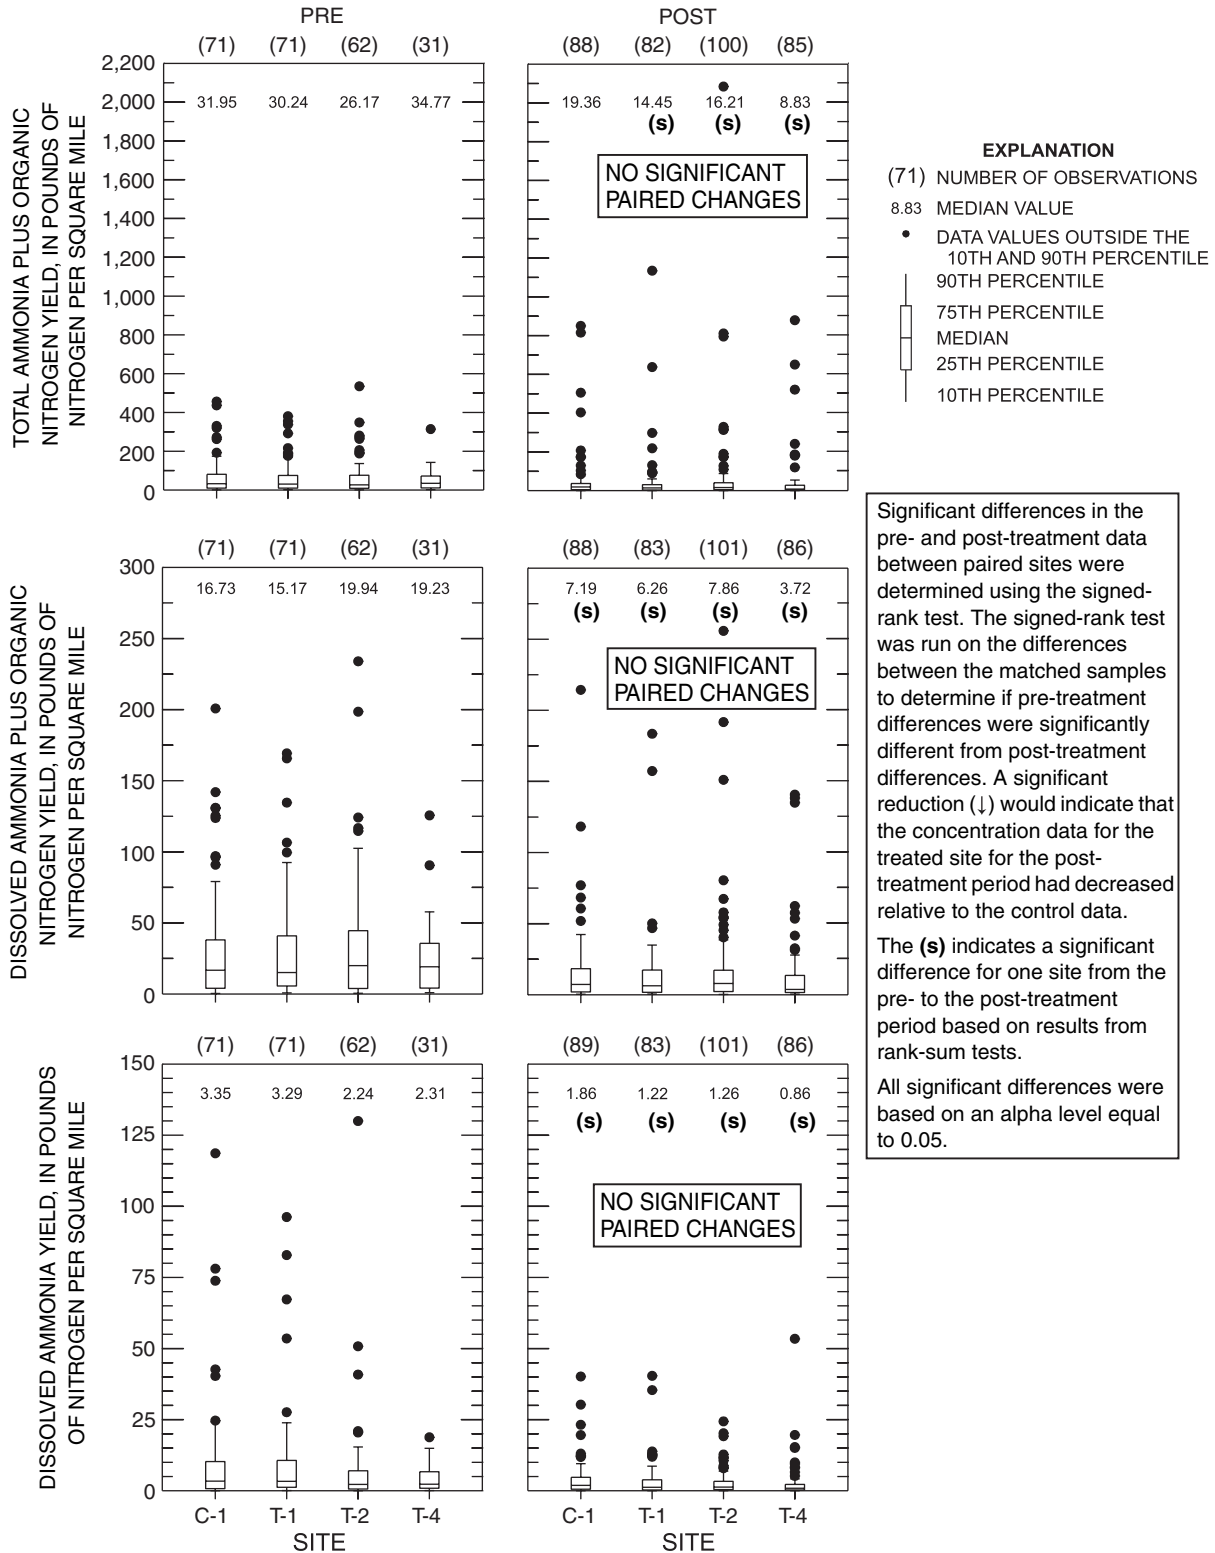 PRE
POST
(71) (71) (62) (31)
(88) (82) (100) (85)
TOTAL AMMONIA PLUS ORGANIC
NITROGEN YIELD, IN POUNDS OF
NITROGEN PER SQUARE MILE
2,200
2,000
1,800
1,600
1,400
1,200
1,000
800
600
400
200
0
31.95 30.24 26.17 34.77
19.36 14.45 16.21 8.83
(s) (s) (s)
NO SIGNIFICANT
PAIRED CHANGES
EXPLANATION
(71) NUMBER OF OBSERVATIONS
8.83 MEDIAN VALUE
DATA VALUES OUTSIDE THE
10TH AND 90TH PERCENTILE
90TH PERCENTILE
75TH PERCENTILE
MEDIAN
25TH PERCENTILE
10TH PERCENTILE
(71) (71) (62) (31)
(88) (83) (101) (86)
DISSOLVED AMMONIA PLUS ORGANIC
NITROGEN YIELD, IN POUNDS OF
NITROGEN PER SQUARE MILE
300
250
200
150
100
50
0
16.73 15.17 19.94 19.23
7.19 6.26 7.86 3.72
(s) (s) (s) (s)
NO SIGNIFICANT
PAIRED CHANGES
Significant differences in the
pre- and post-treatment data
between paired sites were
determined using the signed-
rank test. The signed-rank test
was run on the differences
between the matched samples
to determine if pre-treatment
differences were significantly
different from post-treatment
differences. A significant
reduction (↓) would indicate that
the concentration data for the
treated site for the post-
treatment period had decreased
relative to the control data.
The (s) indicates a significant
difference for one site from the
pre- to the post-treatment
period based on results from
rank-sum tests.
All significant differences were
based on an alpha level equal
to 0.05.
(71) (71) (62) (31)
(89) (83) (101) (86)
DISSOLVED AMMONIA YIELD, IN POUNDS
OF NITROGEN PER SQUARE MILE
150
125
100
75
50
25
0
3.35 3.29 2.24 2.31
1.86 1.22 1.26 0.86
(s) (s) (s) (s)
NO SIGNIFICANT
PAIRED CHANGES
C-1 T-1 T-2 T-4
C-1 T-1 T-2 T-4
SITE
SITE